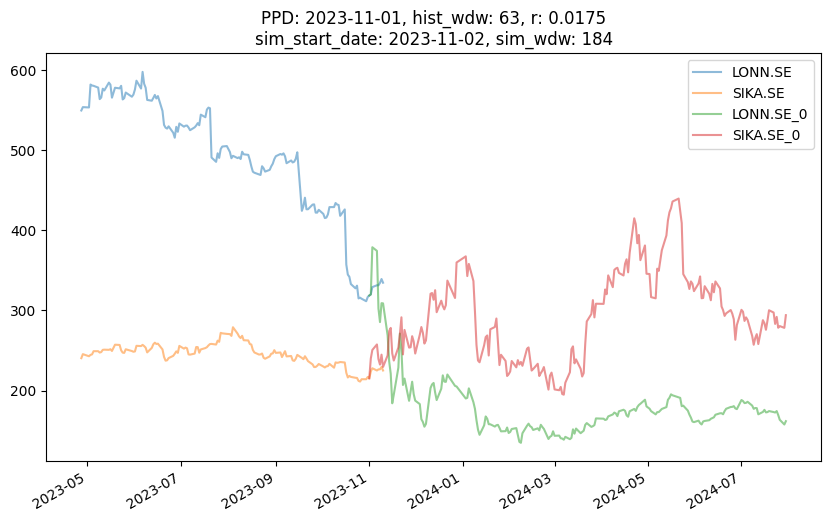 PPD: 2023-11-01, hist_wdw: 63, r: 0.0175
sim_start_date: 2023-11-02, sim_wdw: 184
LONN.SE
SIKA.SE
LONN.SE_0
SIKA.SE_0
600
500
400
300
200
2023-05
2023-07
2023-09
2023-11
2024-01
2024-03
2024-05
2024-07